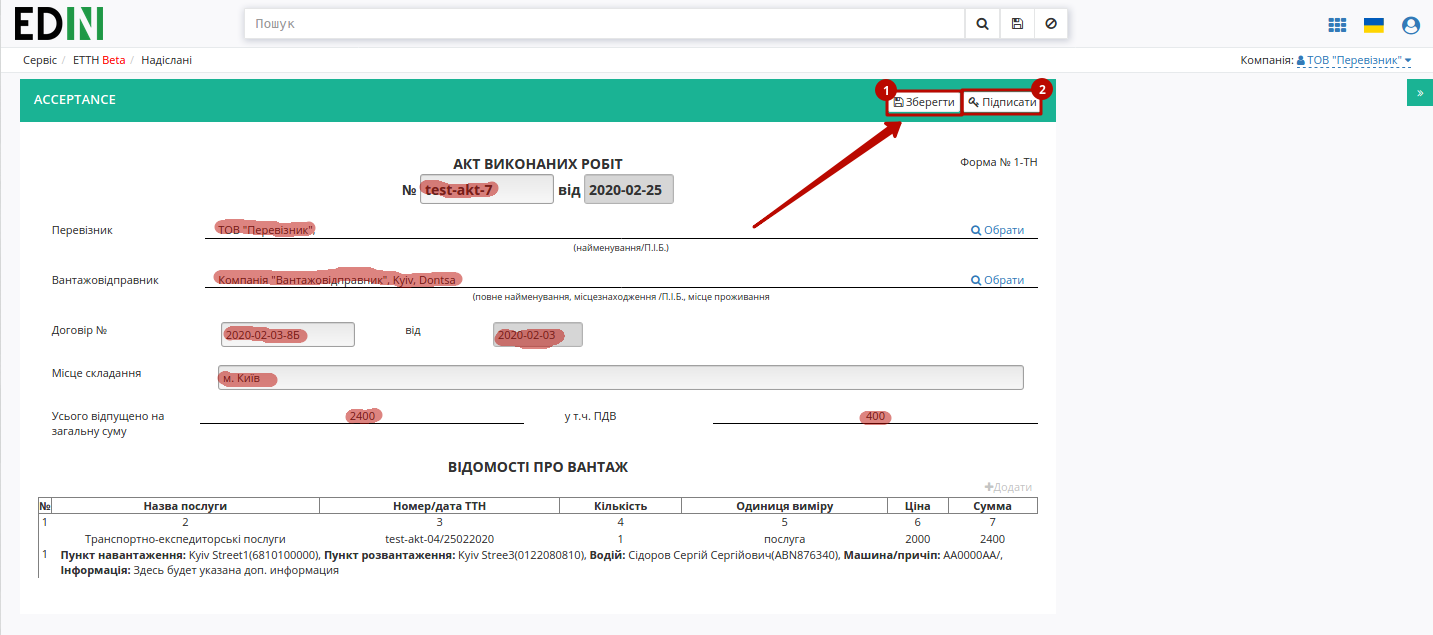 EDIN
Пошук
Сервіс / ЕТТН Beta / Надіслані
Компанія: ТОВ "Перевізник"
ACCEPTANCE
1
Зберегти
2
Підписати
»
АКТ ВИКОНАНИХ РОБІТ
Форма № 1-ТН
№ test-akt-7 від 2020-02-25
Перевізник ТОВ "Перевізник", Обрати
(найменування/П.І.Б.)
Вантажовідправник Компанія "Вантажовідправник", Kyiv, Dontsa Обрати
(повне найменування, місцезнаходження /П.І.Б., місце проживання
Договір № 2020-02-03-8Б від 2020-02-03
Місце складання м. Київ
Усього відпущено на 2400 у т.ч. ПДВ 400
загальну суму
ВІДОМОСТІ ПРО ВАНТАЖ
+Додати
№ Назва послуги Номер/дата ТТН Кількість Одиниця виміру Ціна Сумма
1 2 3 4 5 6 7
Транспортно-експедиторські послуги test-akt-04/25022020 1 послуга 2000 2400
1 Пункт навантаження: Kyiv Street1(6810100000), Пункт розвантаження: Kyiv Stree3(0122080810), Водій: Сідоров Сергій Сергійович(ABN876340), Машина/причіп: AA0000AA/,
Інформація: Здесь будет указана доп. информация